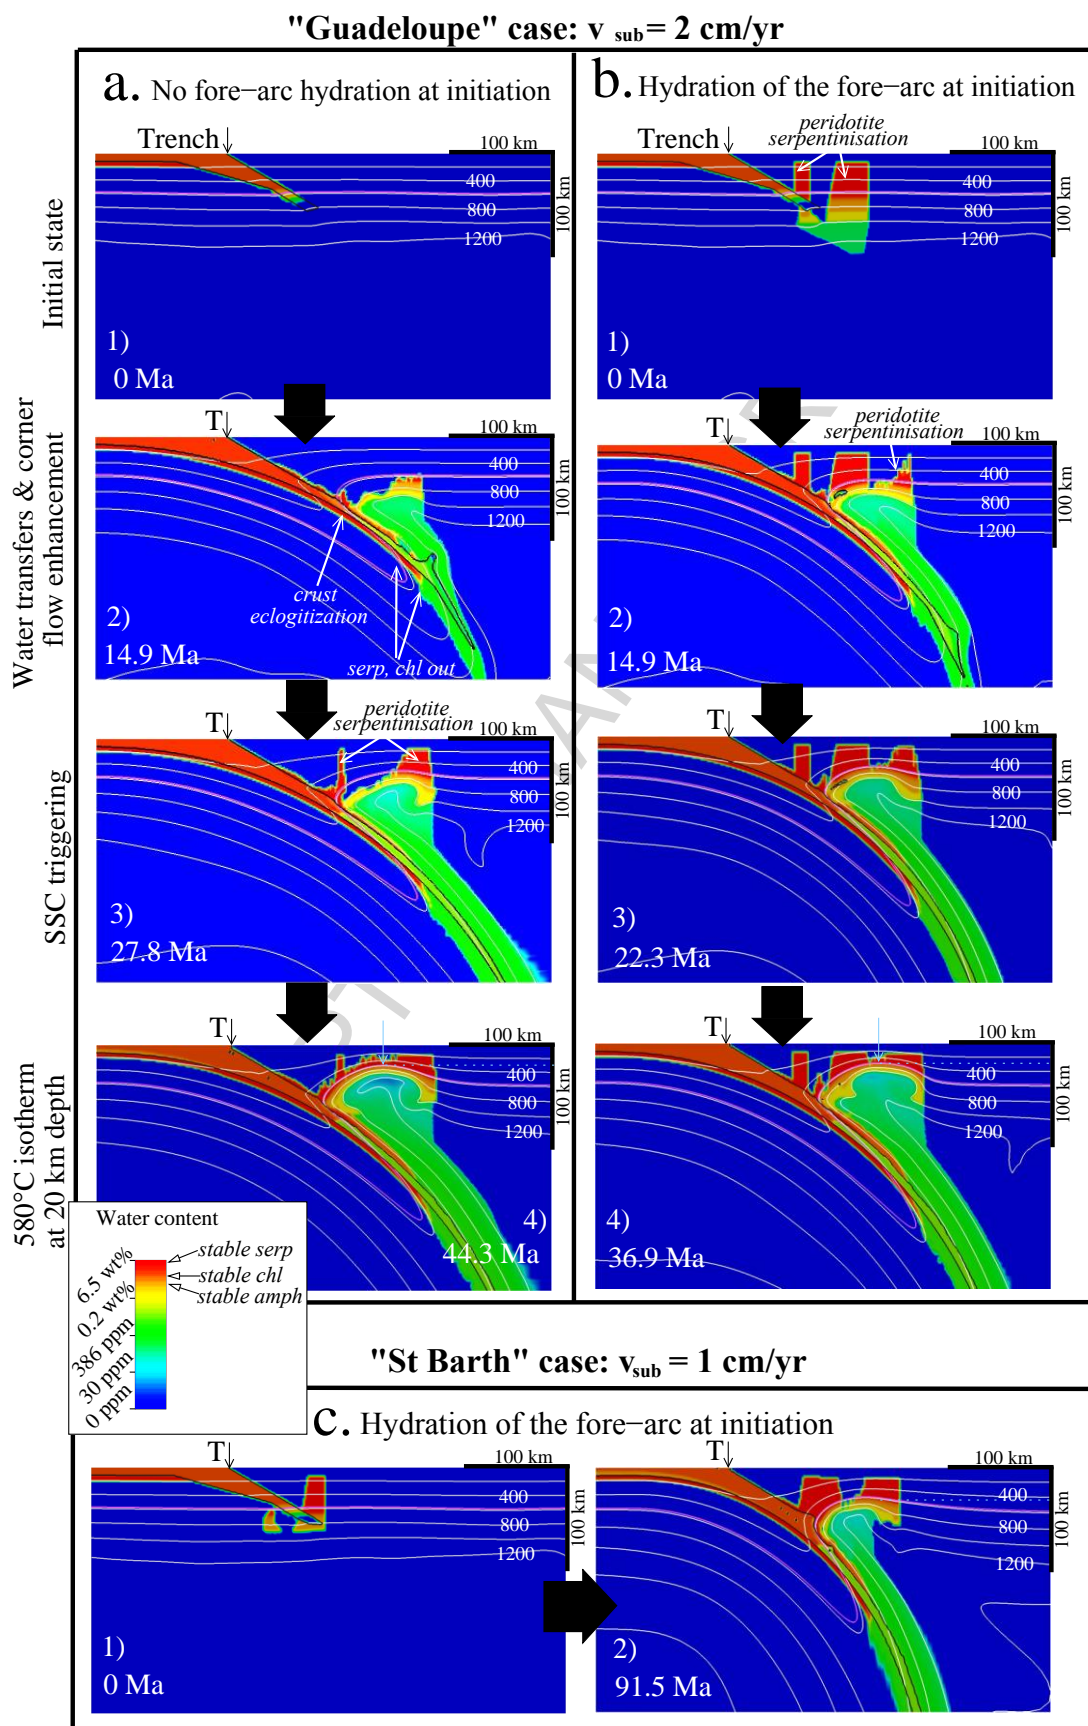 "Guadeloupe" case: v sub = 2 cm/yr
a. No fore−arc hydration at initiation
Trench
100 km
400
800
1200
100 km
Initial state
1)
0 Ma
b. Hydration of the fore−arc at initiation
Trench
peridotite
serpentinisation
100 km
400
800
1200
100 km
1)
0 Ma
Water transfers & corner
flow enhancement
T
100 km
400
800
1200
100 km
crust
eclogitization
serp, chl out
2)
14.9 Ma
T
peridotite
serpentinisation
100 km
400
800
1200
100 km
2)
14.9 Ma
SSC triggering
T
peridotite
serpentinisation
100 km
400
800
1200
100 km
3)
27.8 Ma
T
100 km
400
800
1200
100 km
3)
22.3 Ma
580°C isotherm
at 20 km depth
T
100 km
400
800
1200
100 km
4)
44.3 Ma
T
100 km
400
800
1200
100 km
4)
36.9 Ma
Water content
6.5 wt%
0.2 wt%
386 ppm
30 ppm
0 ppm
stable serp
stable chl
stable amph
"St Barth" case: vsub = 1 cm/yr
c. Hydration of the fore−arc at initiation
T
100 km
400
800
1200
100 km
1)
0 Ma
T
100 km
400
800
1200
100 km
2)
91.5 Ma